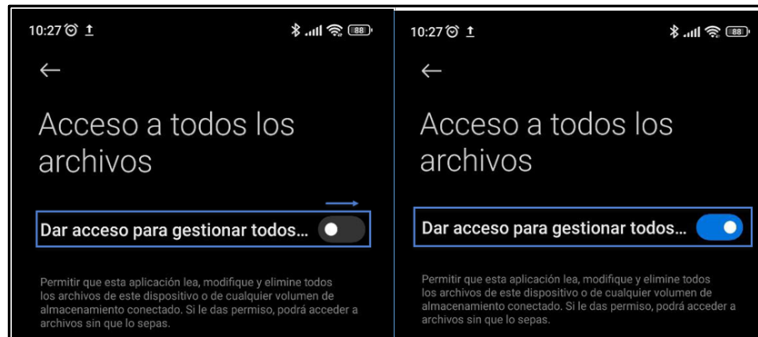 10:27
88
Acceso a todos los
archivos
Dar acceso para gestionar todos...
Permitir que esta aplicación lea, modifique y elimine todos
los archivos de este dispositivo o de cualquier volumen de
almacenamiento conectado. Si le das permiso, podrá acceder a
archivos sin que lo sepas.
10:27
88
Acceso a todos los
archivos
Dar acceso para gestionar todos...
Permitir que esta aplicación lea, modifique y elimine todos
los archivos de este dispositivo o de cualquier volumen de
almacenamiento conectado. Si le das permiso, podrá acceder a
archivos sin que lo sepas.